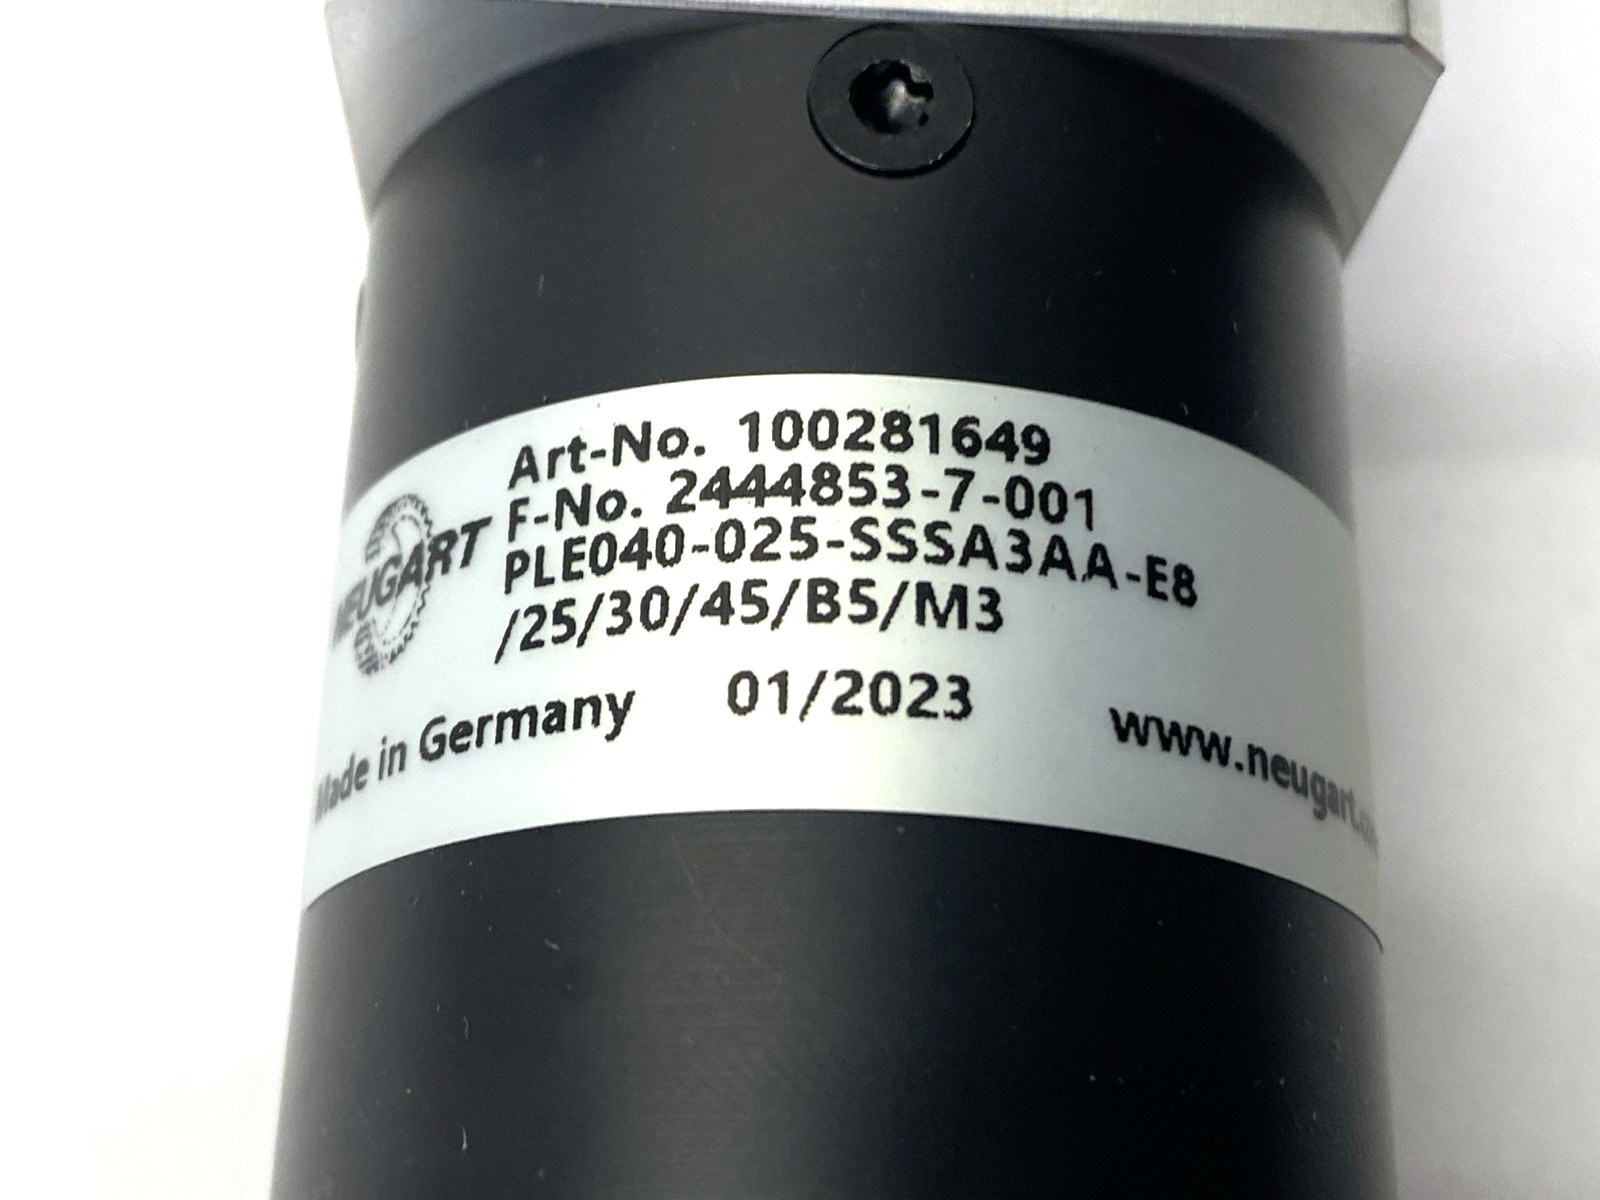 Art-No. 100281649
F-No. 2444853-7-001
PLE040-025-SSSA3AA-E8
/25/30/45/B5/M3
NEUGART
Made in Germany 01/2023 www.neugart.com